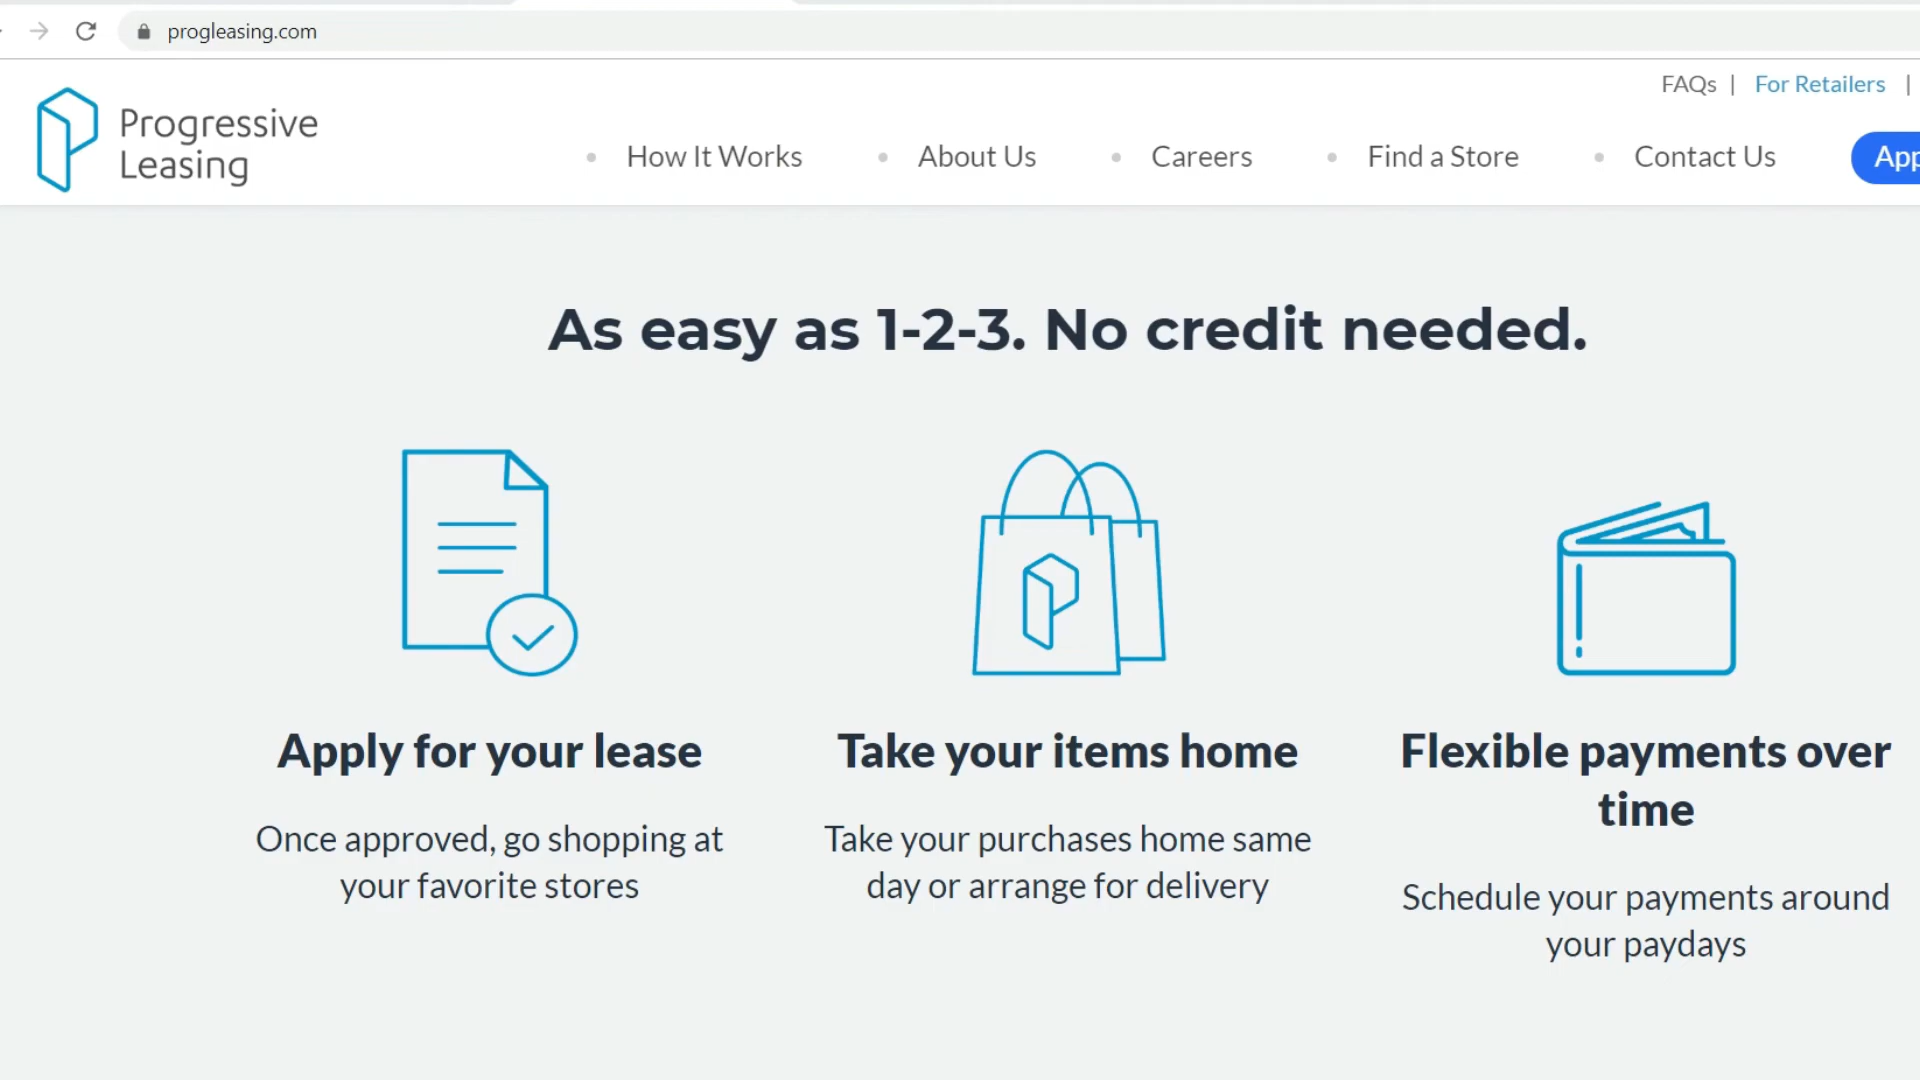 progleasing.com
FAQs | For Retailers |
Progressive
Leasing
How It Works
About Us
Careers
Find a Store
Contact Us
As easy as 1-2-3. No credit needed.
Apply for your lease
Once approved, go shopping at
your favorite stores
Take your items home
Take your purchases home same
day or arrange for delivery
Flexible payments over
time
Schedule your payments around
your paydays